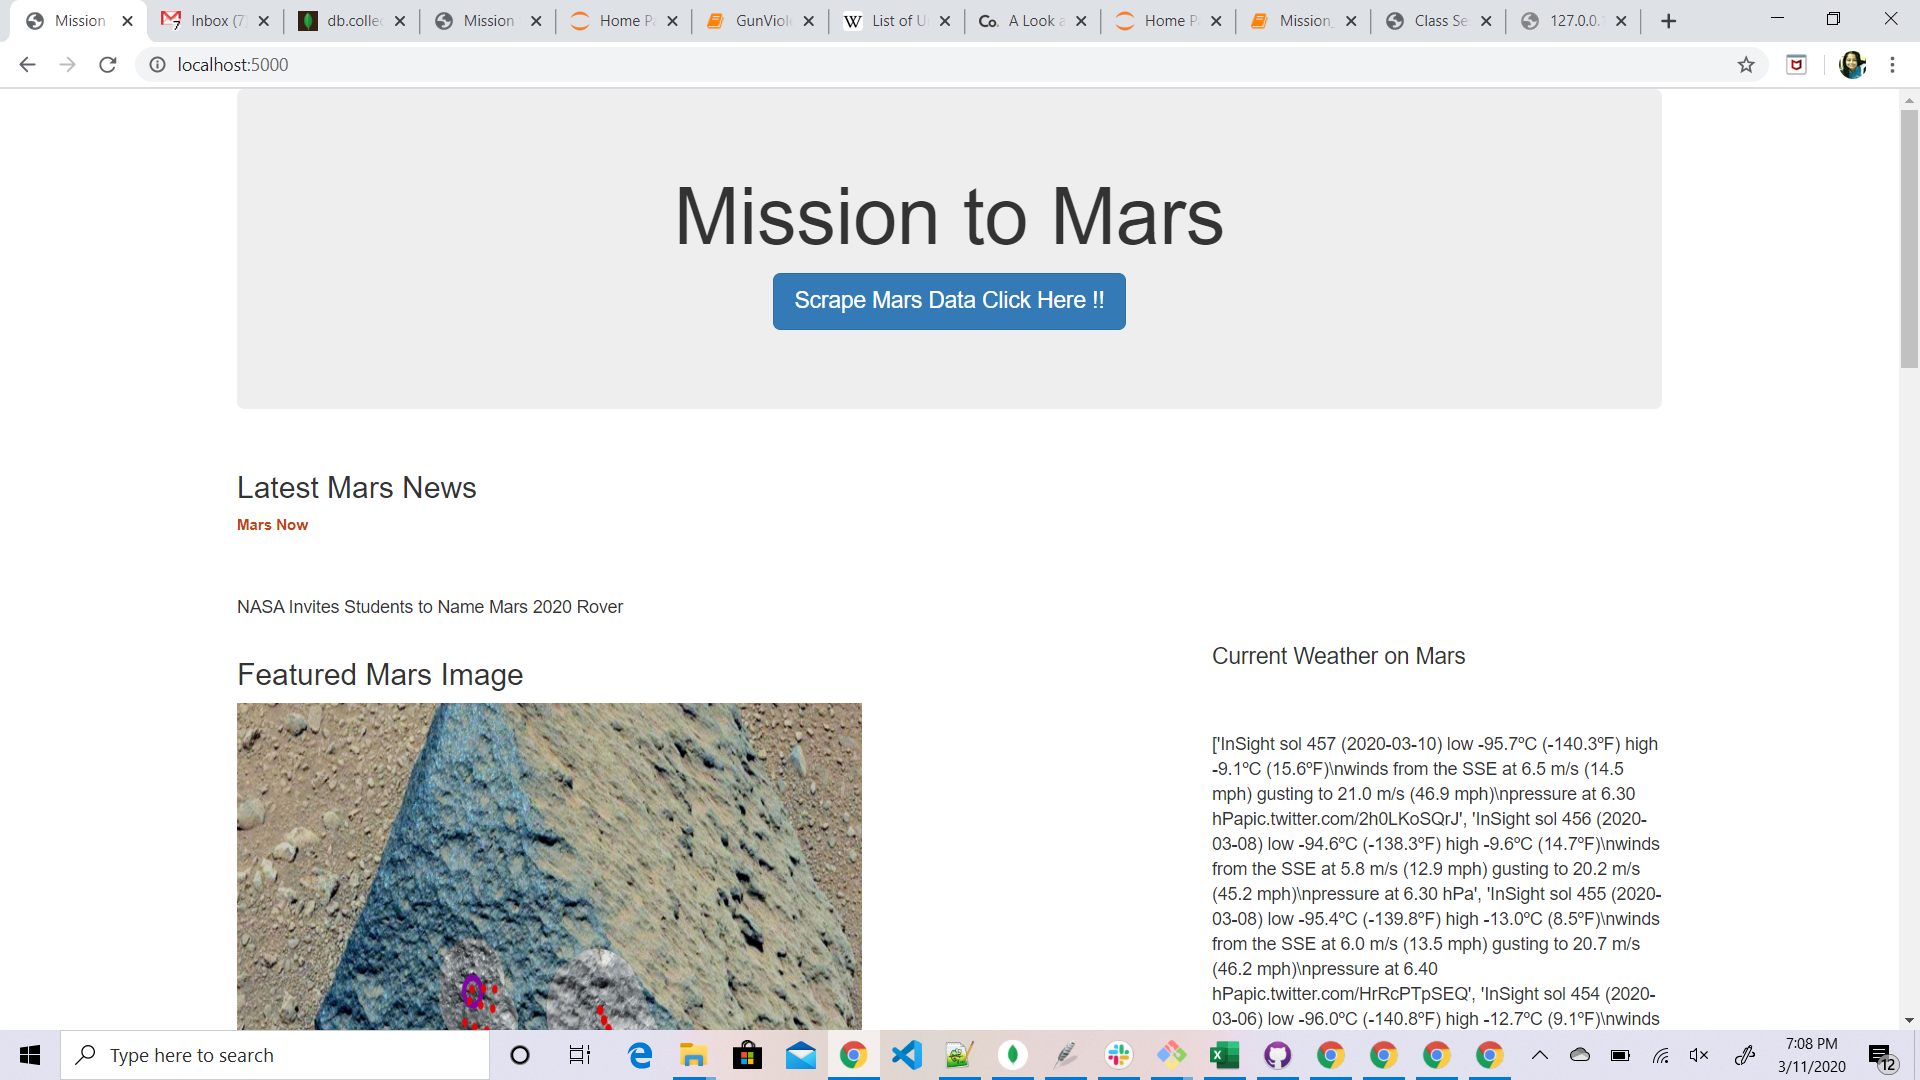 Mission
Inbox (7)
db.collec
Mission
Home P
GunViol
W List of U
Co. A Look a
Home P
Mission_
Class Se
127.0.0.
localhost:5000
Mission to Mars
Scrape Mars Data Click Here !!
Latest Mars News
Mars Now
NASA Invites Students to Name Mars 2020 Rover
Featured Mars Image
Current Weather on Mars
['InSight sol 457 (2020-03-10) low -95.7ºC (-140.3ºF) high
-9.1ºC (15.6ºF)\nwinds from the SSE at 6.5 m/s (14.5
mph) gusting to 21.0 m/s (46.9 mph)\npressure at 6.30
hPapic.twitter.com/2h0LKoSQrJ', 'InSight sol 456 (2020-
03-08) low -94.6ºC (-138.3ºF) high -9.6ºC (14.7ºF)\nwinds
from the SSE at 5.8 m/s (12.9 mph) gusting to 20.2 m/s
(45.2 mph)\npressure at 6.30 hPa', 'InSight sol 455 (2020-
03-08) low -95.4ºC (-139.8ºF) high -13.0ºC (8.5ºF)\nwinds
from the SSE at 6.0 m/s (13.5 mph) gusting to 20.7 m/s
(46.2 mph)\npressure at 6.40
hPapic.twitter.com/HrRcPTpSEQ', 'InSight sol 454 (2020-
03-06) low -96.0ºC (-140.8ºF) high -12.7ºC (9.1ºF)\nwinds
Type here to search
7:08 PM
3/11/2020
12